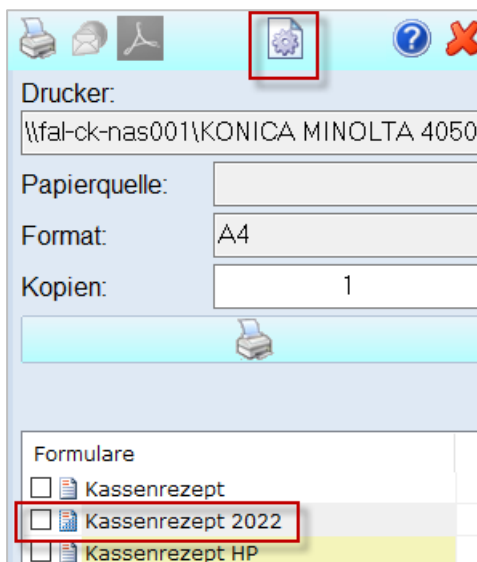 Drucker:
\\fal-ck-nas001\KONICA MINOLTA 4050
Papierquelle:
Format: A4
Kopien: 1
Formulare
Kassenrezept
Kassenrezept 2022
Kassenrezept HP